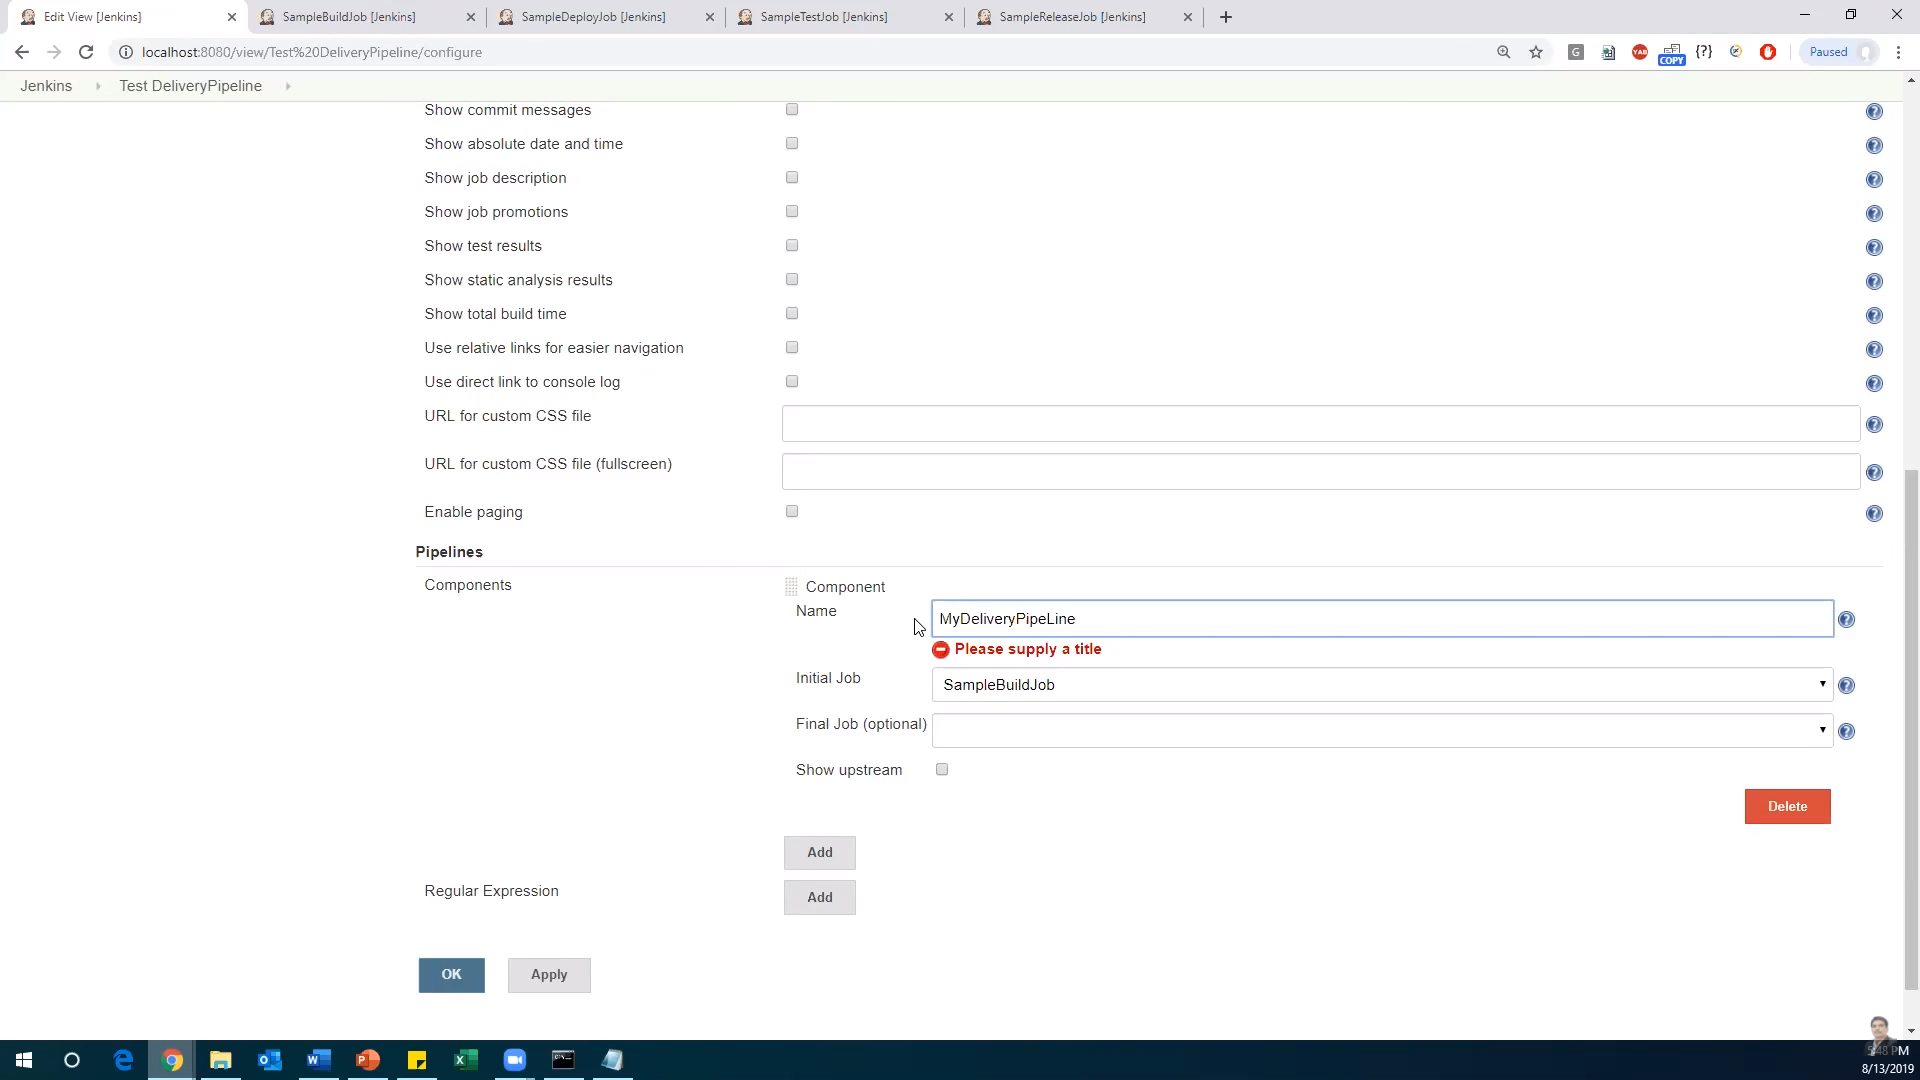 Edit View [Jenkins]
SampleBuildJob [Jenkins]
SampleDeployJob [Jenkins]
SampleTestJob [Jenkins]
SampleReleaseJob [Jenkins]
localhost:8080/view/Test%20DeliveryPipeline/configure
G
YAB
COPY
{?}
Paused
Jenkins
Test DeliveryPipeline
Show commit messages
Show absolute date and time
Show job description
Show job promotions
Show test results
Show static analysis results
Show total build time
Use relative links for easier navigation
Use direct link to console log
URL for custom CSS file
URL for custom CSS file (fullscreen)
Enable paging
Pipelines
Components
Component
Name
MyDeliveryPipeLine
Please supply a title
Initial Job
SampleBuildJob
Final Job (optional)
Show upstream
Delete
Add
Regular Expression
Add
OK
Apply
5:48 PM
8/13/2019